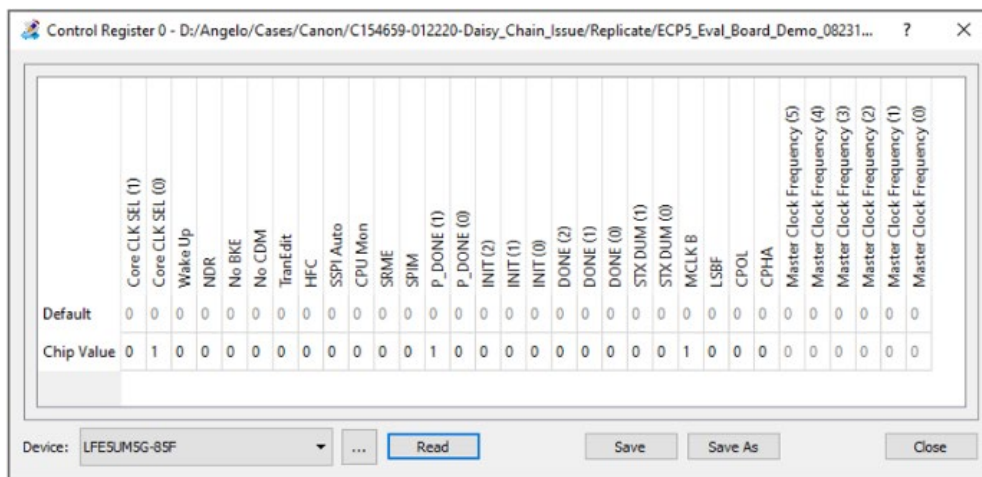 Control Register 0 - D:/Angelo/Cases/Canon/C154659-012220-Daisy_Chain_Issue/Replicate/ECP5_Eval_Board_Demo_08231... ? ×
Core CLK SEL (1)
Core CLK SEL (0)
Wake Up
NDR
No BKE
No CDM
TranEdit
HFC
SSPI Auto
CPU Mon
SRME
SPIM
P_DONE (1)
P_DONE (0)
INIT (2)
INIT (1)
INIT (0)
DONE (2)
DONE (1)
DONE (0)
STX DUM (1)
STX DUM (0)
MCLK B
LSBF
CPOL
CPHA
Master Clock Frequency (5)
Master Clock Frequency (4)
Master Clock Frequency (3)
Master Clock Frequency (2)
Master Clock Frequency (1)
Master Clock Frequency (0)
Default 0 0 0 0 0 0 0 0 0 0 0 0 0 0 0 0 0 0 0 0 0 0 0 0 0 0 0 0 0 0 0 0
Chip Value 0 1 0 0 0 0 0 0 0 0 0 0 1 0 0 0 0 0 0 0 0 0 1 0 0 0 0 0 0 0 0 0
Device: LFE5UM5G-85F ... Read Save Save As Close